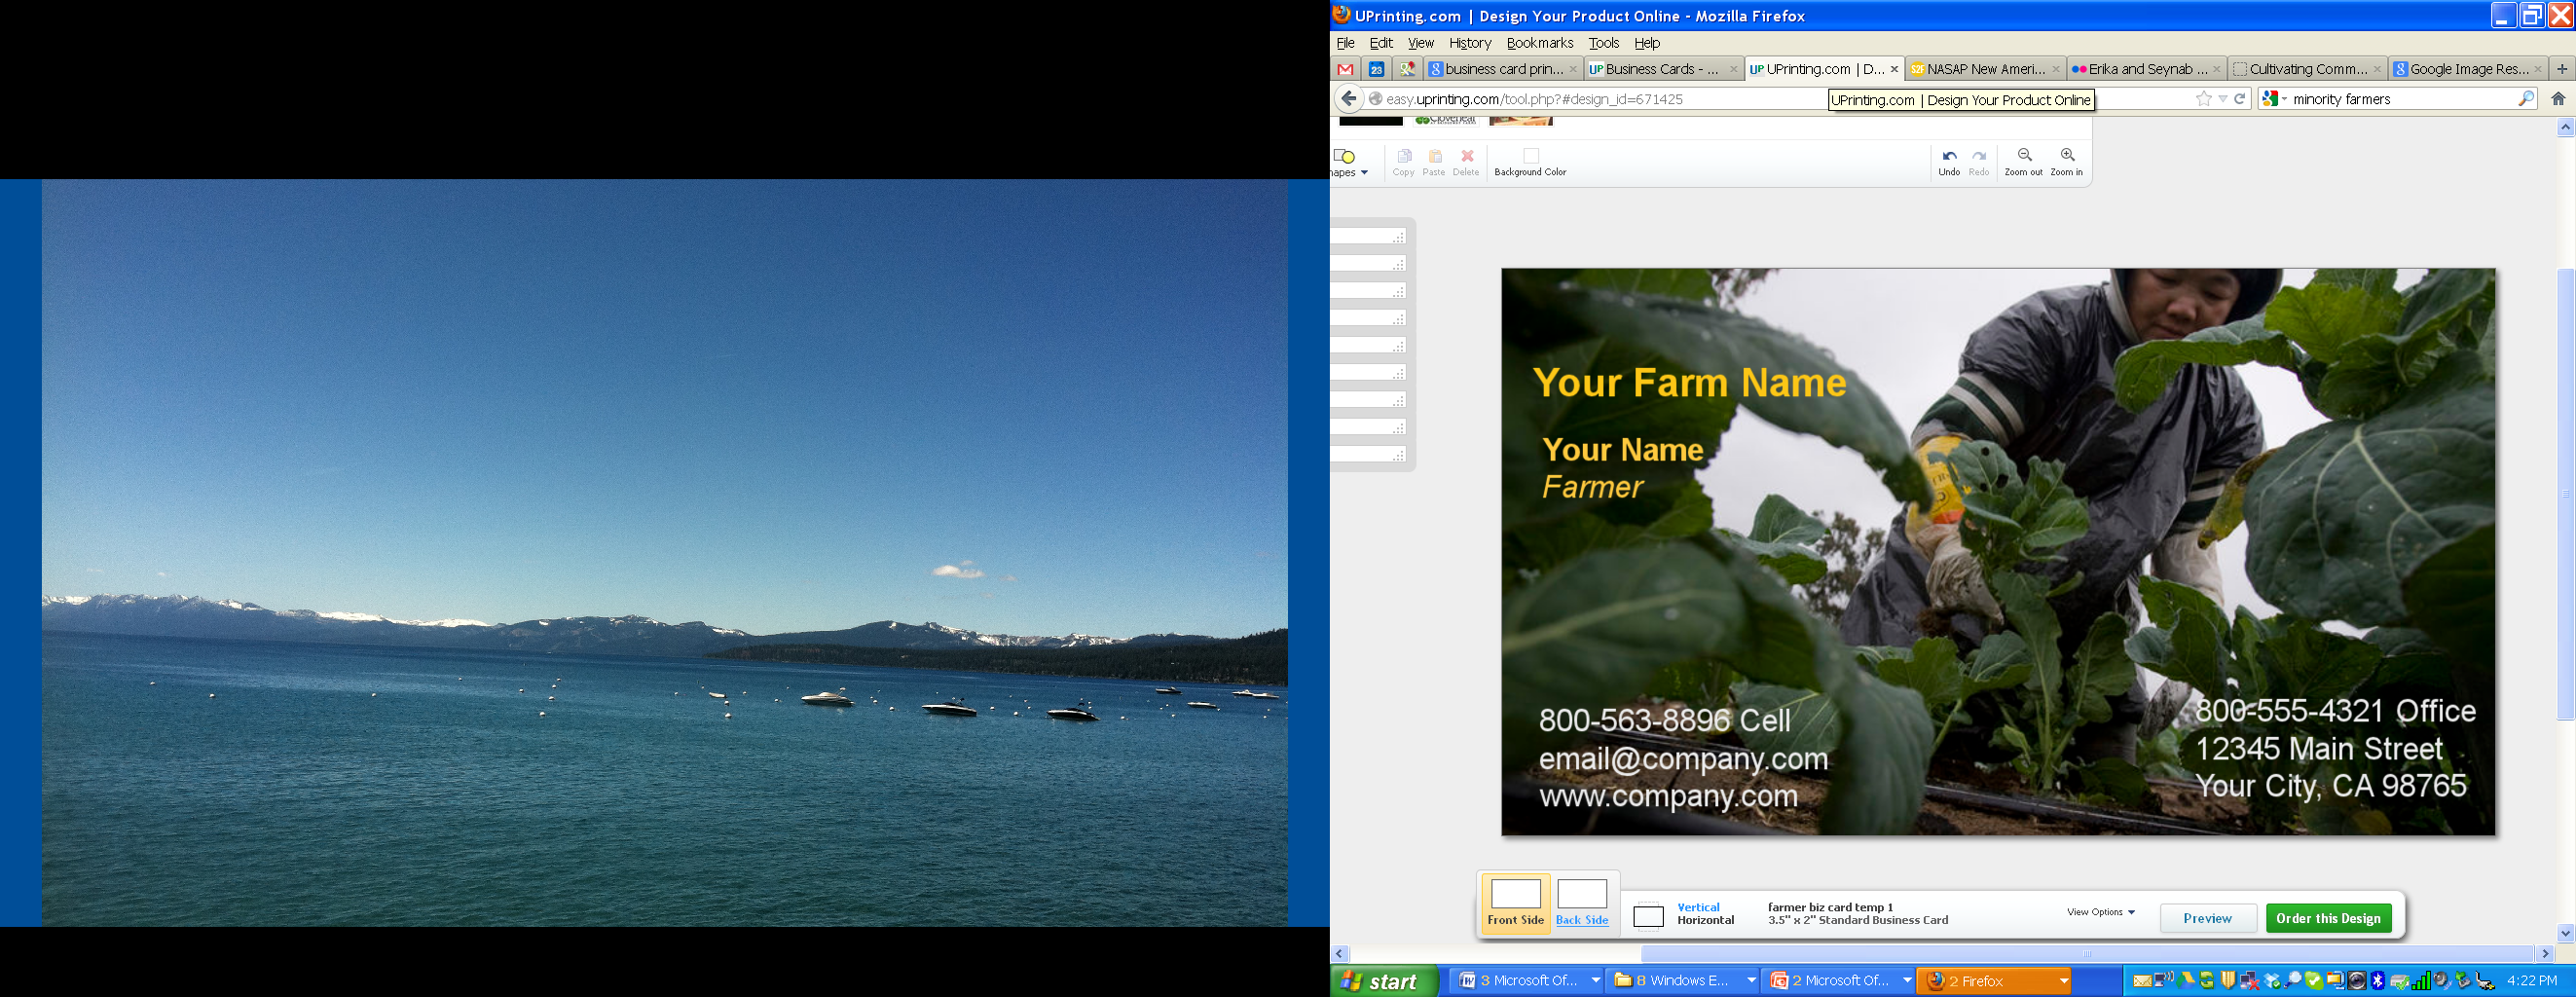 UPrinting.com | Design Your Product Online - Mozilla Firefox
File Edit View History Bookmarks Tools Help
23
business card prin...
UP Business Cards - ...
UP UPrinting.com | D...
NASAP New Ameri...
Erika and Seynab ...
Cultivating Comm...
Google Image Res...
easy.uprinting.com/tool.php?#design_id=671425
UPrinting.com | Design Your Product Online
minority farmers
Cloverleaf
hapes
Copy Paste Delete
Background Color
Undo Redo Zoom out Zoom in
Your Farm Name
Your Name
Farmer
800-563-8896 Cell
email@company.com
www.company.com
800-555-4321 Office
12345 Main Street
Your City, CA 98765
Front Side
Back Side
Vertical
Horizontal
farmer biz card temp 1
3.5" x 2" Standard Business Card
View Options
Preview
Order this Design
start
3 Microsoft Of...
8 Windows E...
2 Microsoft Of...
2 Firefox
4:22 PM